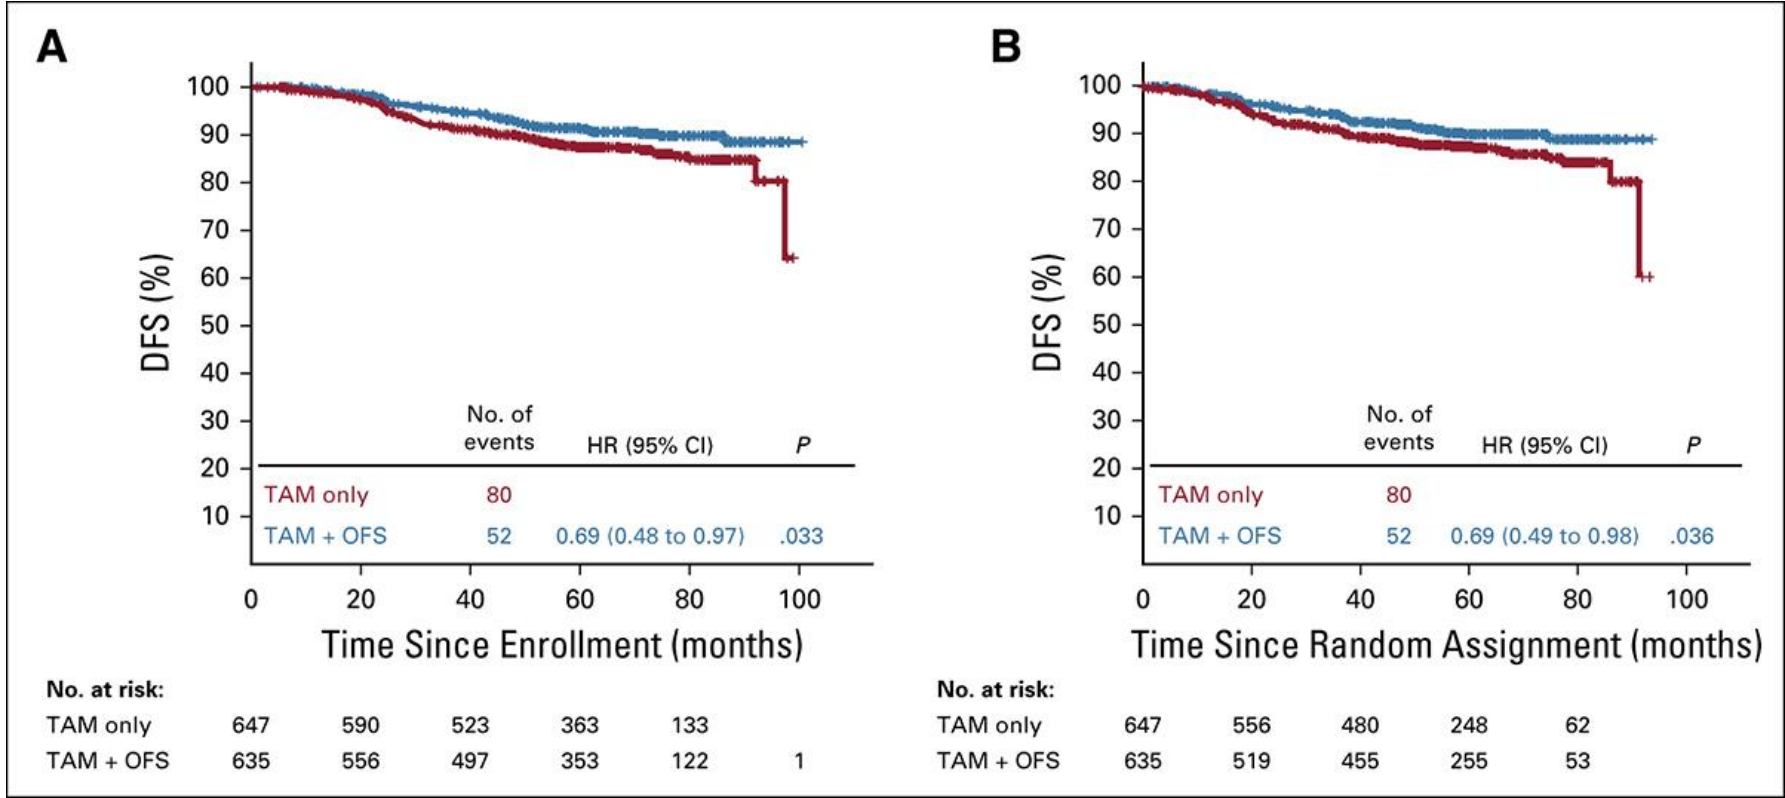 A
100
90
80
70
60
50
40
30
20
10
DFS (%)
No. of
events HR (95% CI) P
TAM only 80
TAM + OFS 52 0.69 (0.48 to 0.97) .033
0 20 40 60 80 100
Time Since Enrollment (months)
No. at risk:
TAM only 647 590 523 363 133
TAM + OFS 635 556 497 353 122 1
B
100
90
80
70
60
50
40
30
20
10
DFS (%)
No. of
events HR (95% CI) P
TAM only 80
TAM + OFS 52 0.69 (0.49 to 0.98) .036
0 20 40 60 80 100
Time Since Random Assignment (months)
No. at risk:
TAM only 647 556 480 248 62
TAM + OFS 635 519 455 255 53